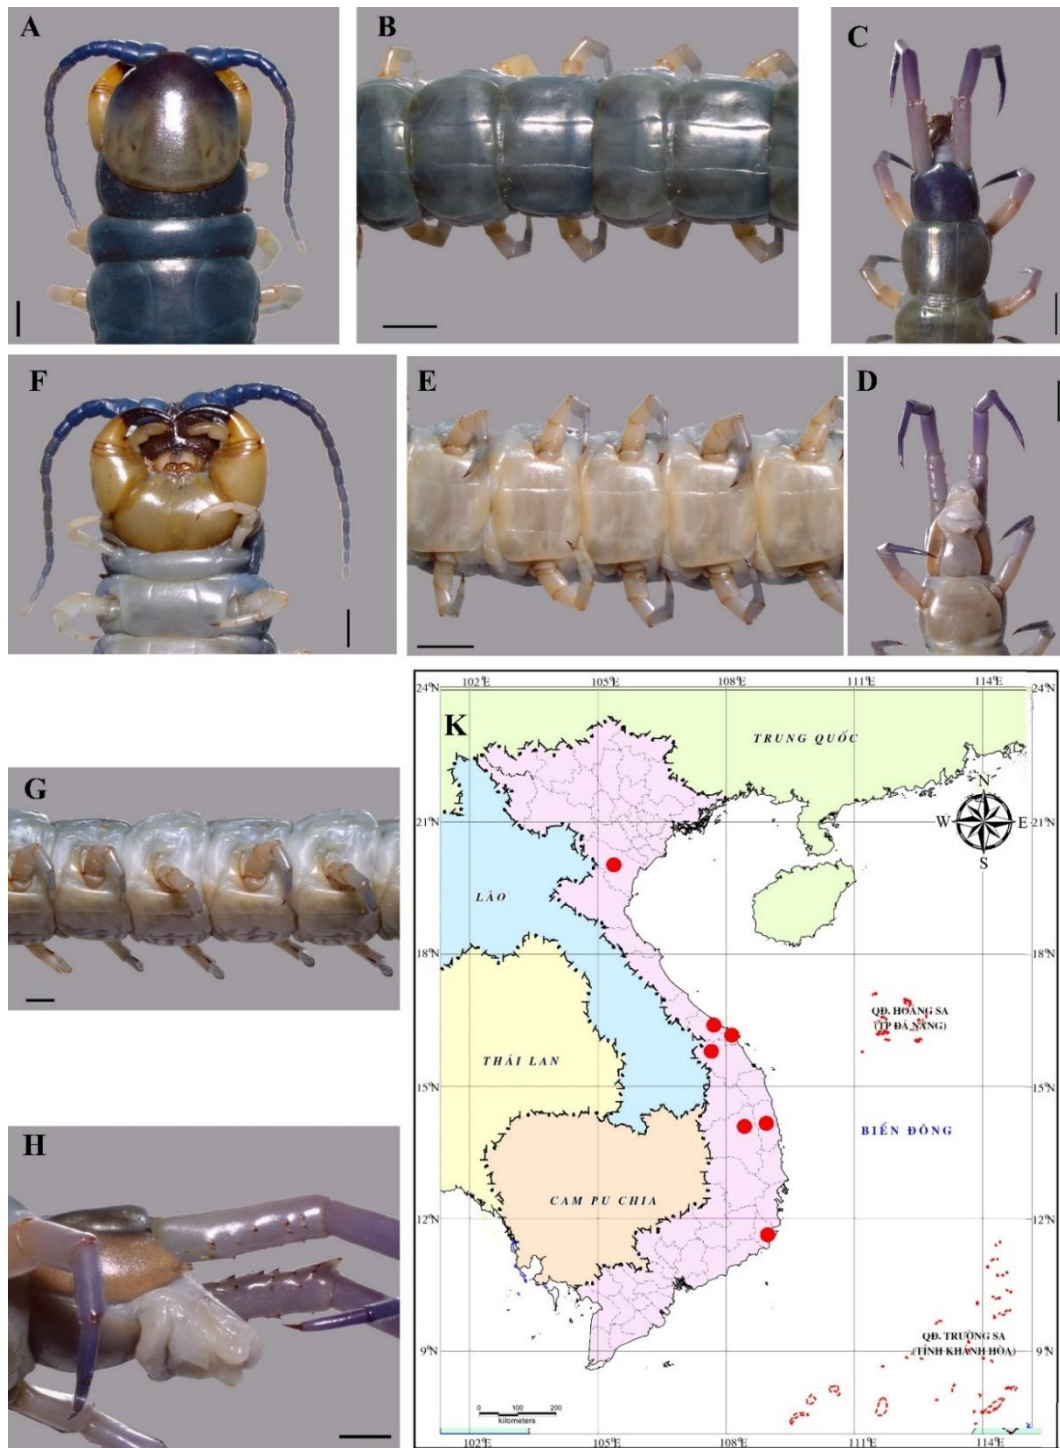 A
B
C
F
E
D
G
H
K
102°E 105°E 108°E 111°E 114°E
24°N 24°N
TRUNG QUỐC
N
21°N W E
S
LÀO
18°N 18°N
QĐ. HOÀNG SA
(TP ĐÀ NẴNG)
THÁI LAN
15°N 15°N
BIỂN ĐÔNG
CAM PU CHIA
12°N 12°N
QĐ. TRƯỜNG SA
9°N (TỈNH KHÁNH HÒA) 9°N
0 100 200
kilometers
102°E 105°E 108°E 111°E 114°E